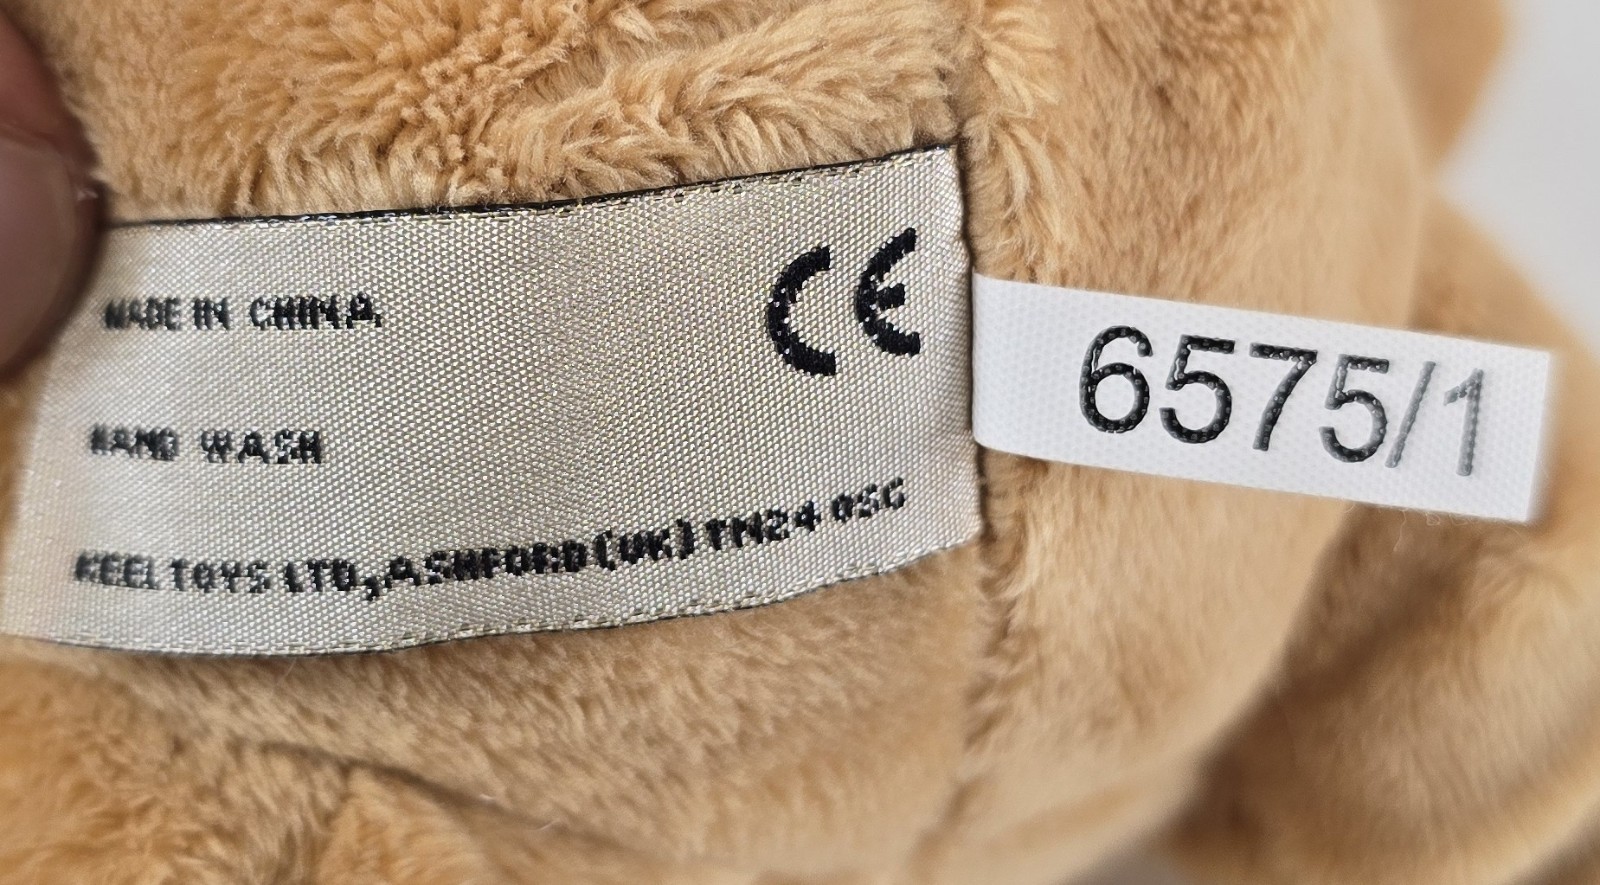 MADE IN CHINA.
CE
HAND WASH
KEEL TOYS LTD,ASHFORD(UK)TN24 0SG
6575/1